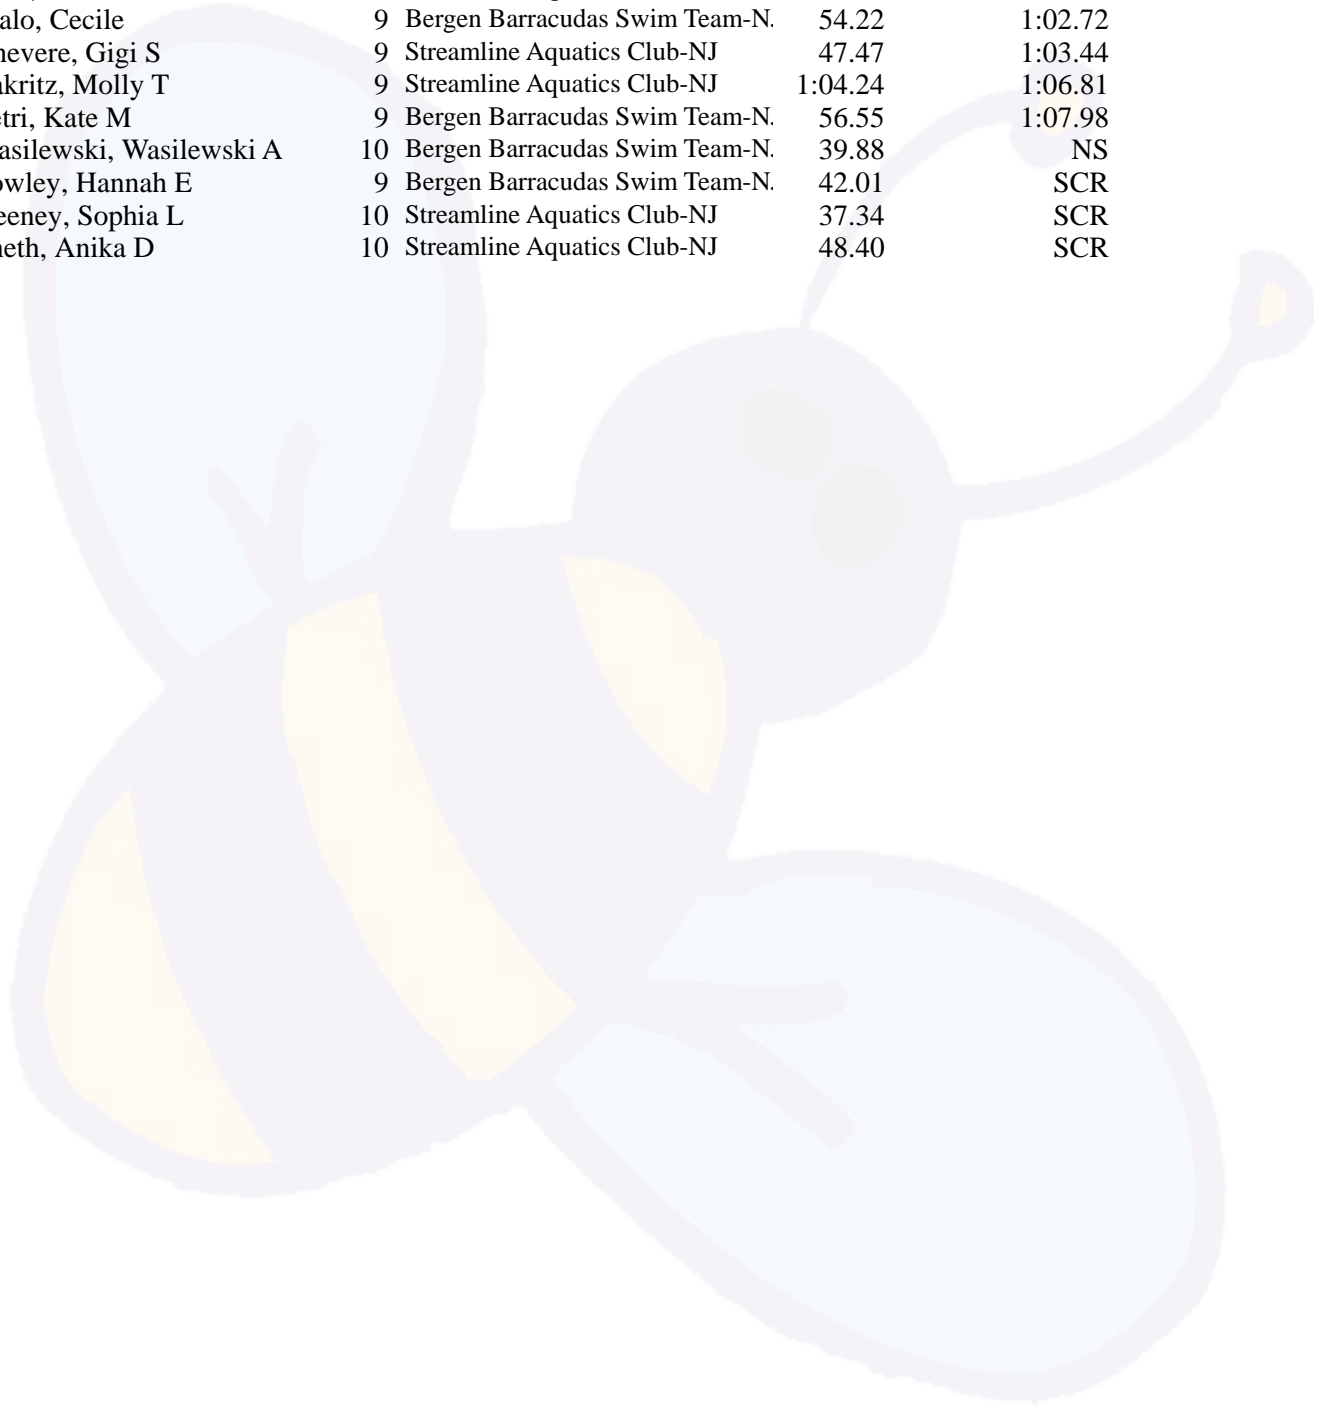 alo, Cecile 9 Bergen Barracudas Swim Team-N. 54.22 1:02.72
nevere, Gigi S 9 Streamline Aquatics Club-NJ 47.47 1:03.44
akritz, Molly T 9 Streamline Aquatics Club-NJ 1:04.24 1:06.81
etri, Kate M 9 Bergen Barracudas Swim Team-N. 56.55 1:07.98
asilewski, Wasilewski A 10 Bergen Barracudas Swim Team-N. 39.88 NS
owley, Hannah E 9 Bergen Barracudas Swim Team-N. 42.01 SCR
eeney, Sophia L 10 Streamline Aquatics Club-NJ 37.34 SCR
neth, Anika D 10 Streamline Aquatics Club-NJ 48.40 SCR